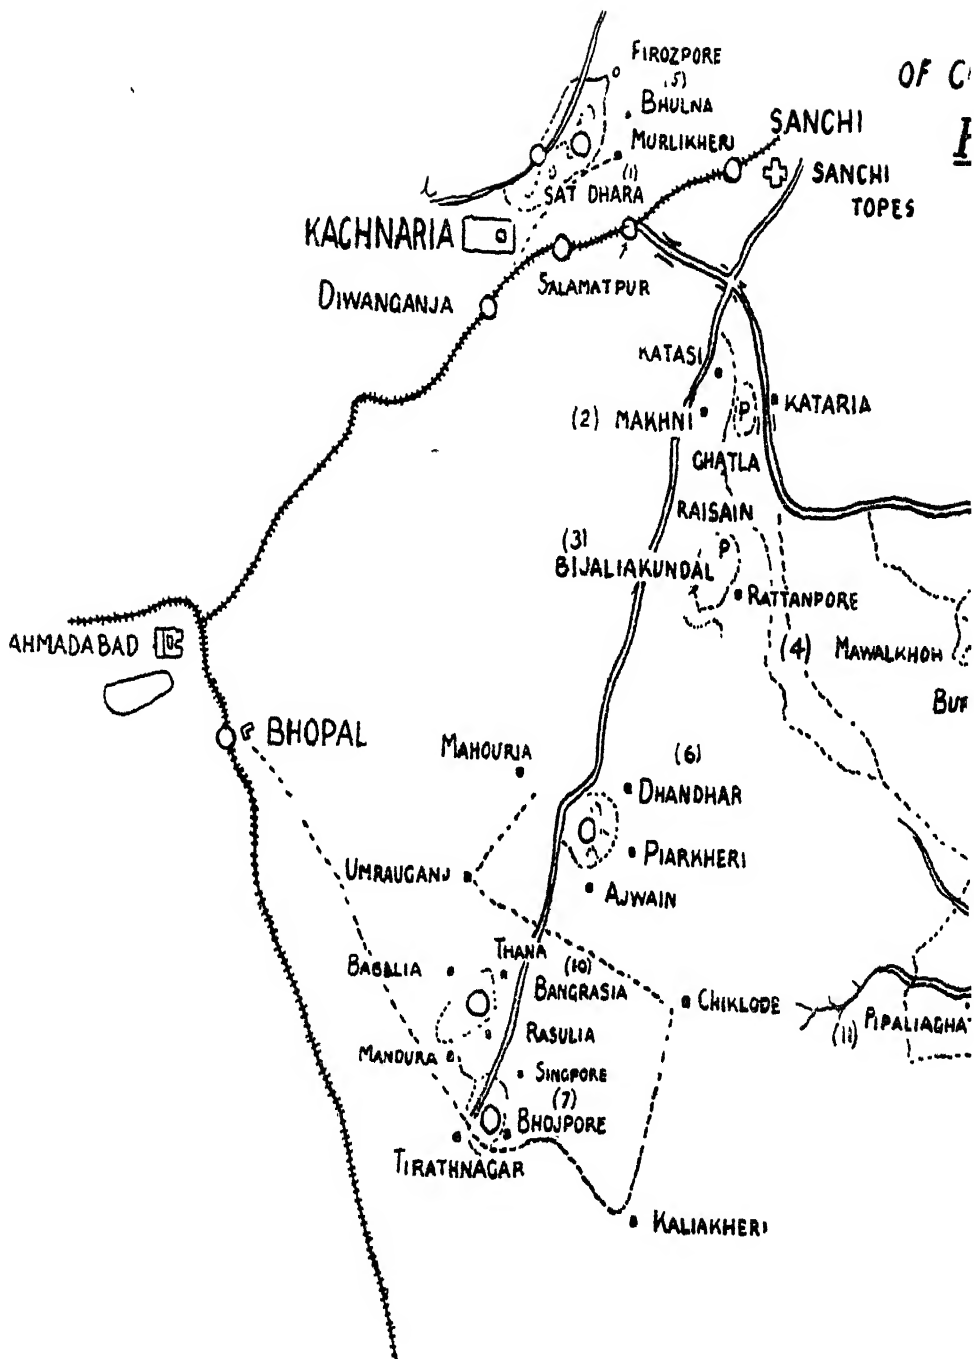 FIROZPORE
(5)
BHULNA
OF C
SANCHI
MURLIKHERI
(1)
SAT DHARA
SANCHI
TOPES
KACHNARIA
SALAMATPUR
DIWANGANJA
KATASI
(2) MAKHNI
P
KATARIA
GHATLA
RAISAIN
(3)
P
BIJALIAKUNDAL
RATTANPORE
AHMADABAD
(4)
MAWALKHOH
BUF
BHOPAL
MAHOURIA
(6)
DHANDHAR
PIARKHERI
UMRAUGANJ
AJWAIN
THANA
BABALIA
(10)
BANGRASIA
CHIKLODE
(11) PIPALIAGHA
RASULIA
MANDURA
SINGPORE
(7)
BHOJPORE
TIRATHNAGAR
KALIAKHERI